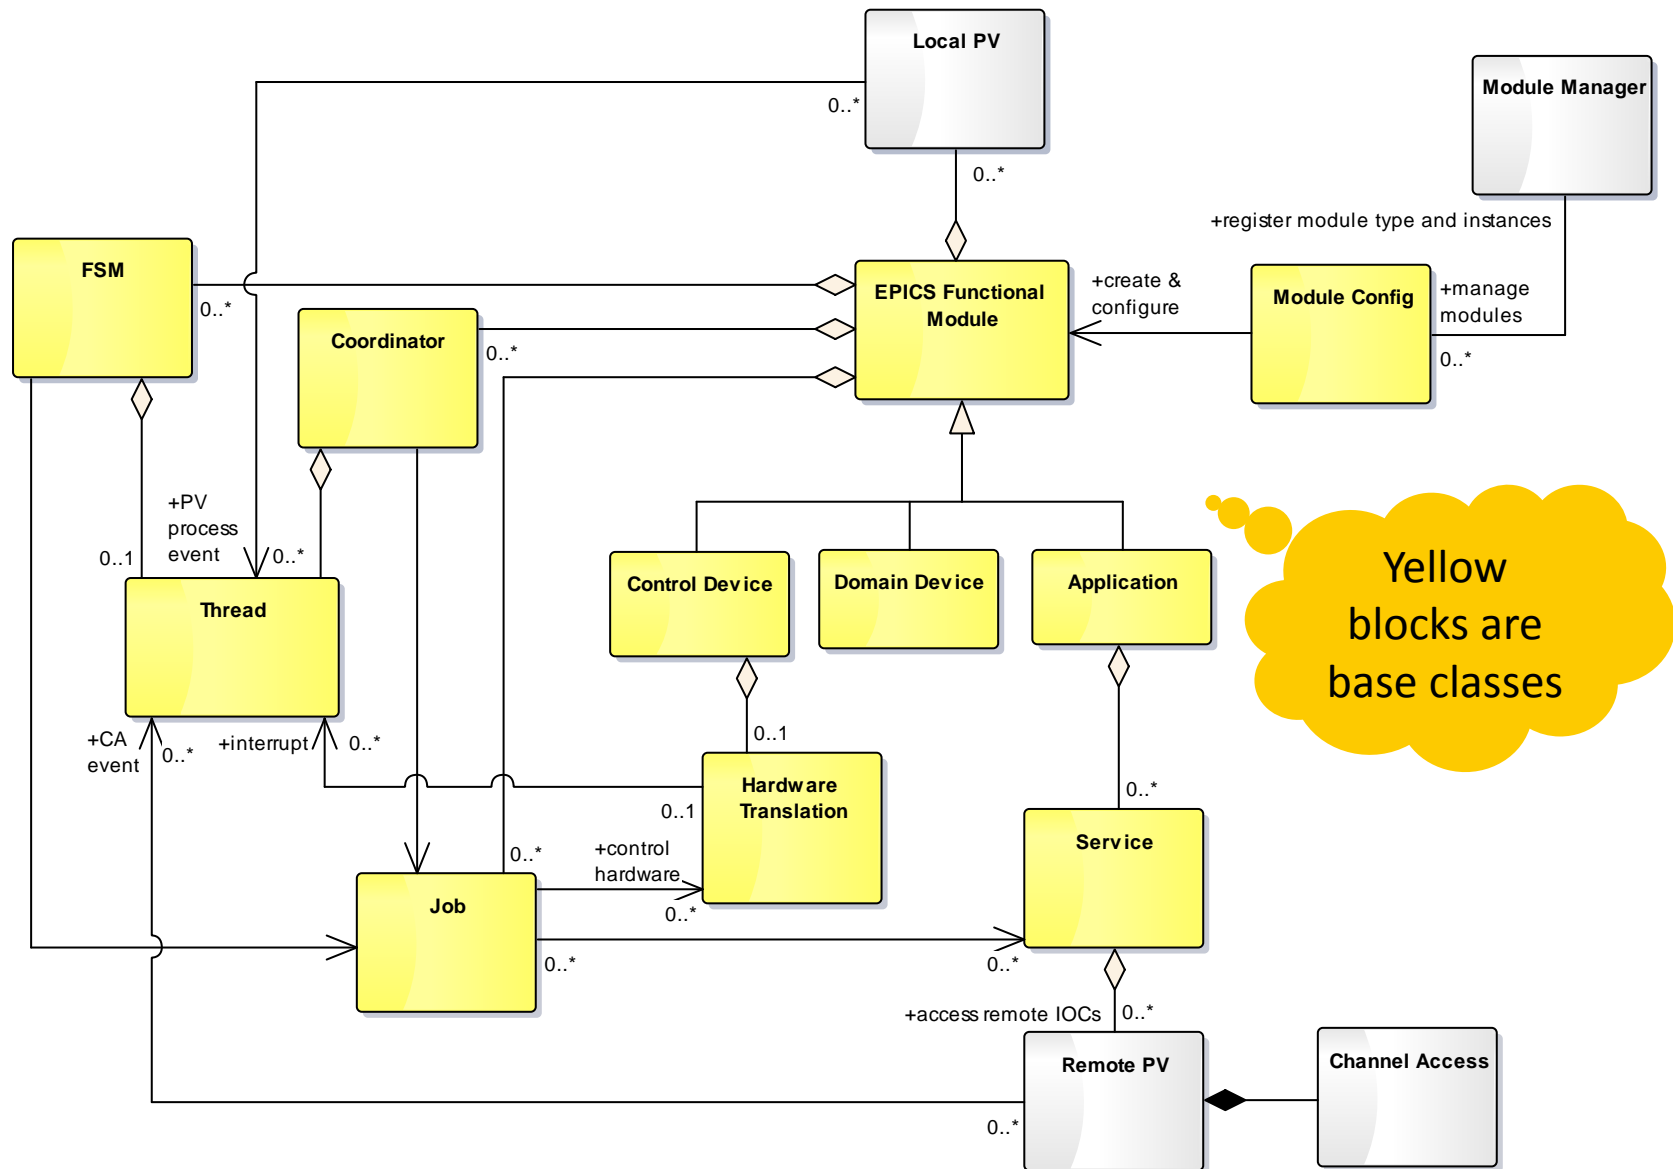 Local PV
Module Manager
0..*
0..*
+register module type and instances
FSM
EPICS Functional
Module
+create &
configure
Module Config
+manage
modules
0..*
0..*
Coordinator
0..*
+PV
process
event
0..1
0..*
Control Device
Domain Device
Application
Yellow
blocks are
base classes
Thread
+CA
event
0..*
+interrupt
0..*
0..1
Hardware
Translation
0..1
0..*
Service
0..*
+control
hardware
0..*
Job
0..*
0..*
+access remote IOCs
0..*
Remote PV
Channel Access
0..*